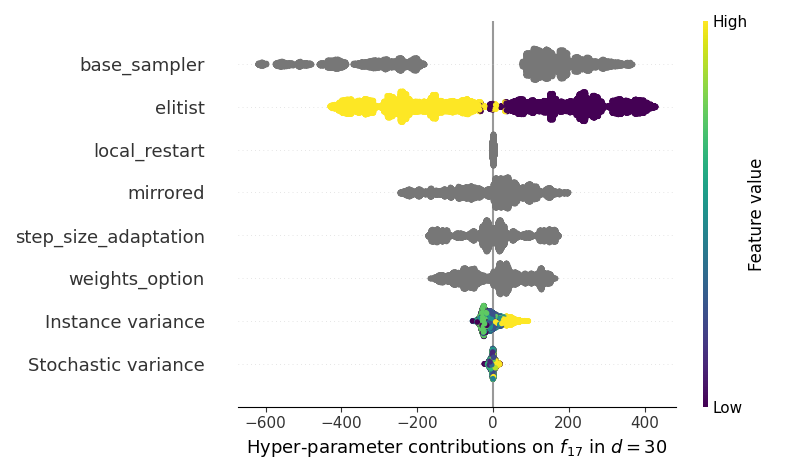 High
base_sampler
elitist
local_restart
mirrored
step_size_adaptation
weights_option
Instance variance
Stochastic variance
Feature value
Low
−600 −400 −200 0 200 400
Hyper-parameter contributions on f₁₇ in d = 30